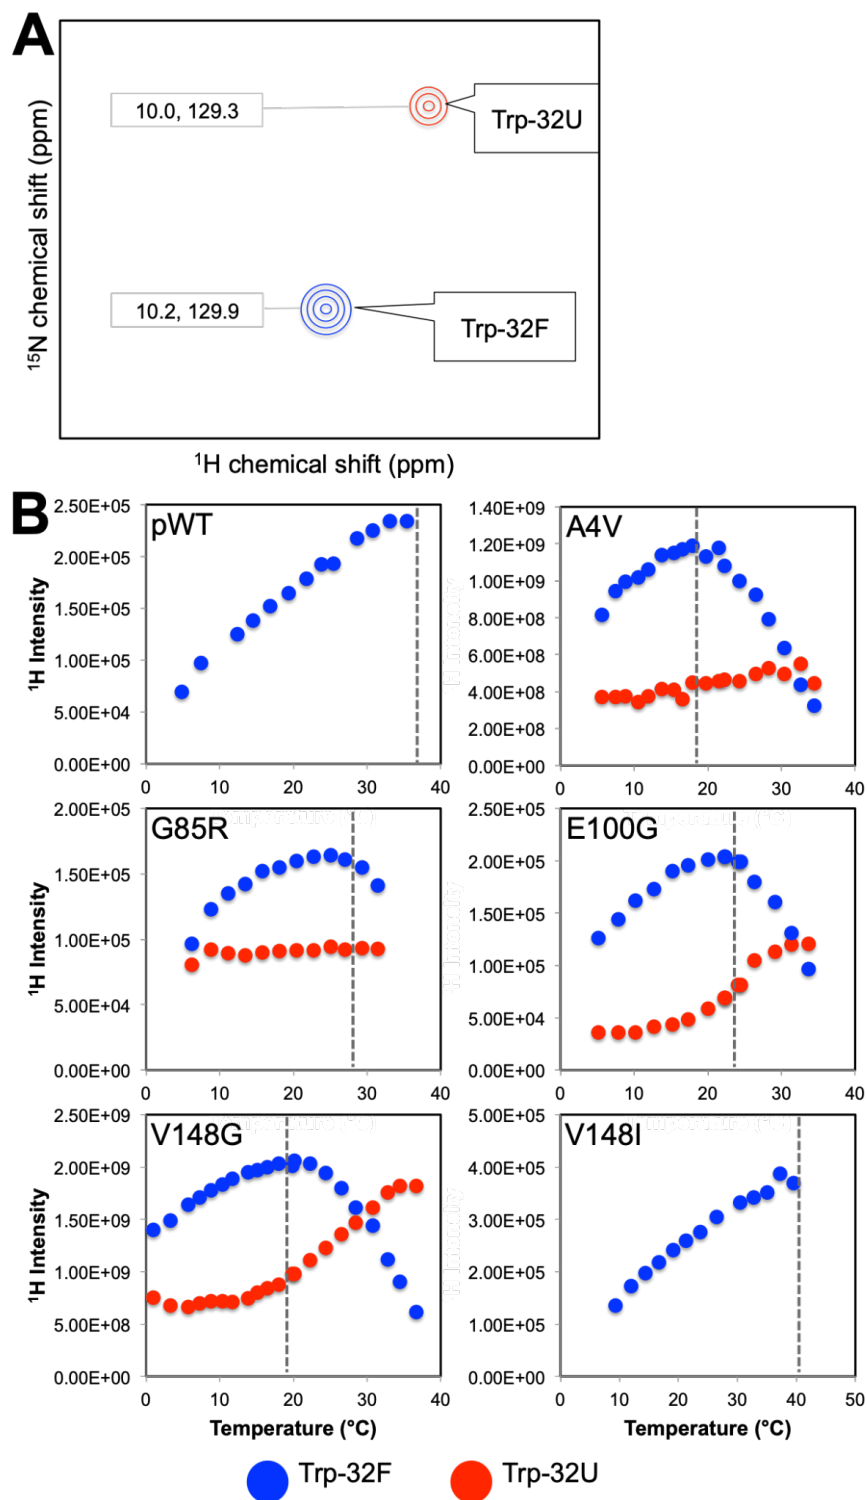 A
10.0, 129.3
Trp-32U
10.2, 129.9
Trp-32F
¹⁵N chemical shift (ppm)
¹H chemical shift (ppm)
B
pWT
2.50E+05
2.00E+05
1.50E+05
1.00E+05
5.00E+04
0.00E+00
0 10 20 30 40
¹H Intensity
A4V
1.40E+09
1.20E+09
1.00E+09
8.00E+08
6.00E+08
4.00E+08
2.00E+08
0.00E+00
0 10 20 30 40
H Intensity
G85R
2.00E+05
1.50E+05
1.00E+05
5.00E+04
0.00E+00
0 10 20 30 40
¹H Intensity
Temperature (°C)
E100G
2.50E+05
2.00E+05
1.50E+05
1.00E+05
5.00E+04
0.00E+00
0 10 20 30 40
¹H Intensity
V148G
2.50E+09
2.00E+09
1.50E+09
1.00E+09
5.00E+08
0.00E+00
0 10 20 30 40
¹H Intensity
Temperature (°C)
Temperature (°C)
V148I
5.00E+05
4.00E+05
3.00E+05
2.00E+05
1.00E+05
0.00E+00
0 10 20 30 40 50
H Intensity
Temperature (°C)
Trp-32F
Trp-32U